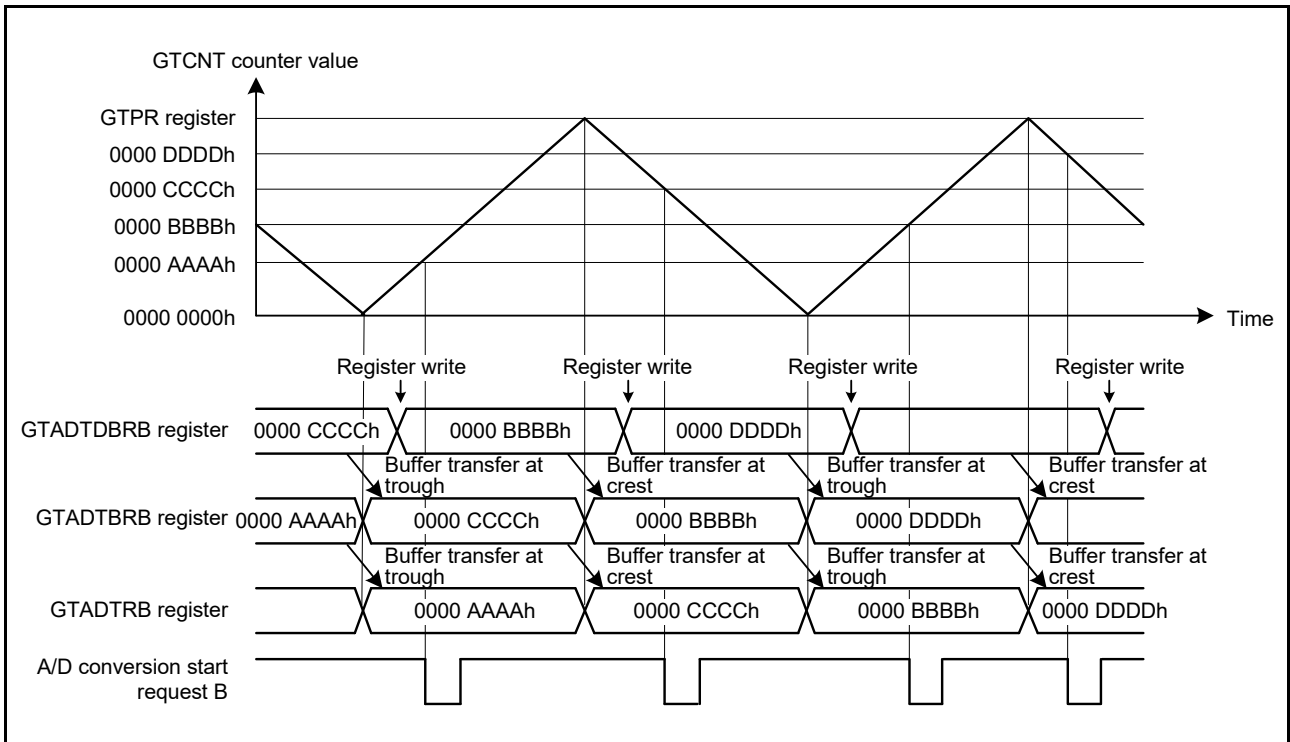 GTCNT counter value
GTPR register
0000 DDDDh
0000 CCCCh
0000 BBBBh
0000 AAAAh
0000 0000h
Time
Register write Register write Register write Register write
GTADTDBRB register 0000 CCCCh 0000 BBBBh 0000 DDDDh
Buffer transfer at Buffer transfer at Buffer transfer at Buffer transfer at
trough crest trough crest
GTADTBRB register 0000 AAAAh 0000 CCCCh 0000 BBBBh 0000 DDDDh
Buffer transfer at Buffer transfer at Buffer transfer at Buffer transfer at
trough crest trough crest
GTADTRB register 0000 AAAAh 0000 CCCCh 0000 BBBBh 0000 DDDDh
A/D conversion start
request B